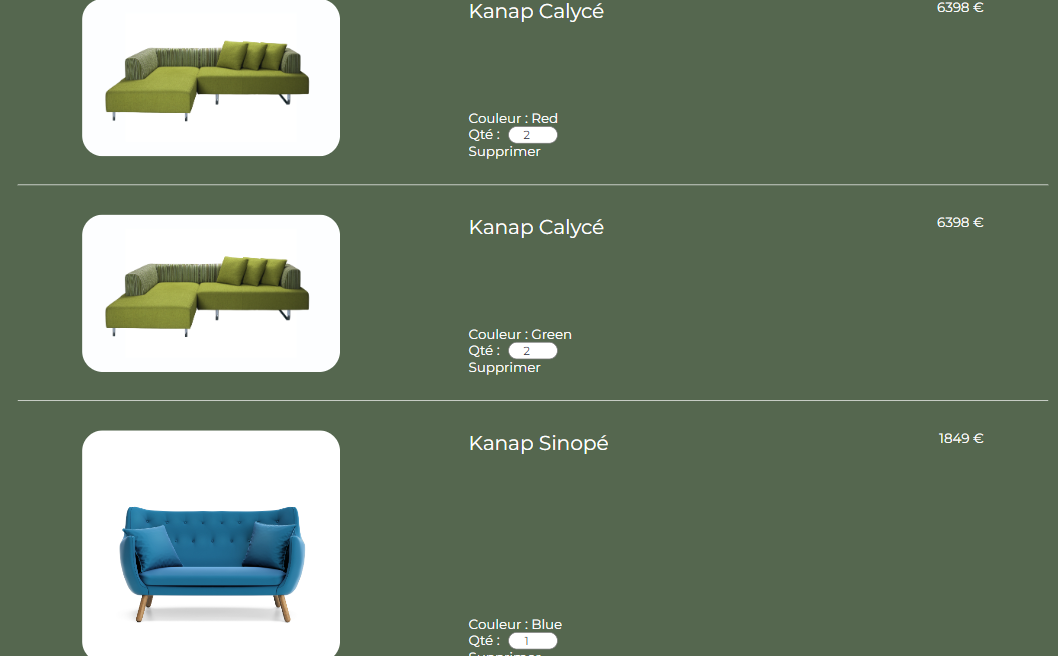 Kanap Calycé
6398 €
Couleur : Red
Qté : 2
Supprimer
Kanap Calycé
6398 €
Couleur : Green
Qté : 2
Supprimer
Kanap Sinopé
1849 €
Couleur : Blue
Qté : 1